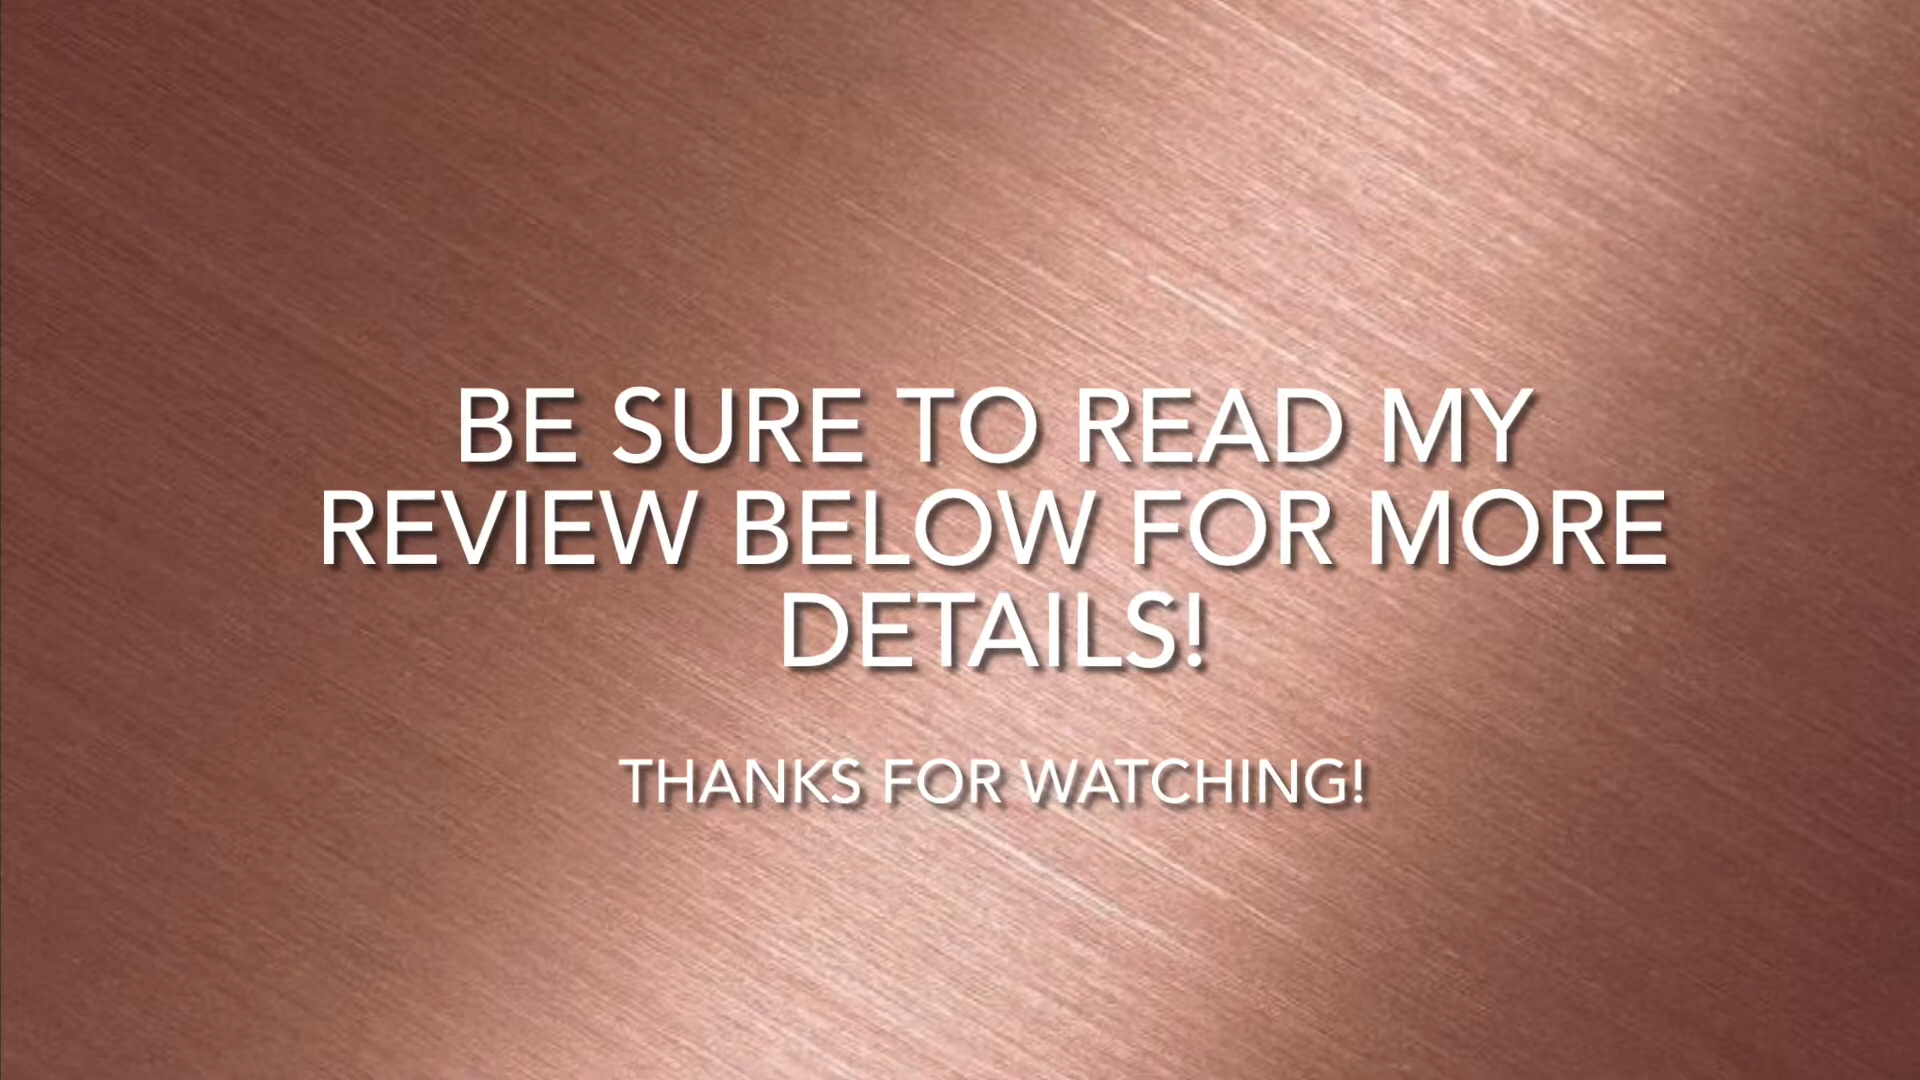 BE SURE TO READ MY
REVIEW BELOW FOR MORE
DETAILS!
THANKS FOR WATCHING!